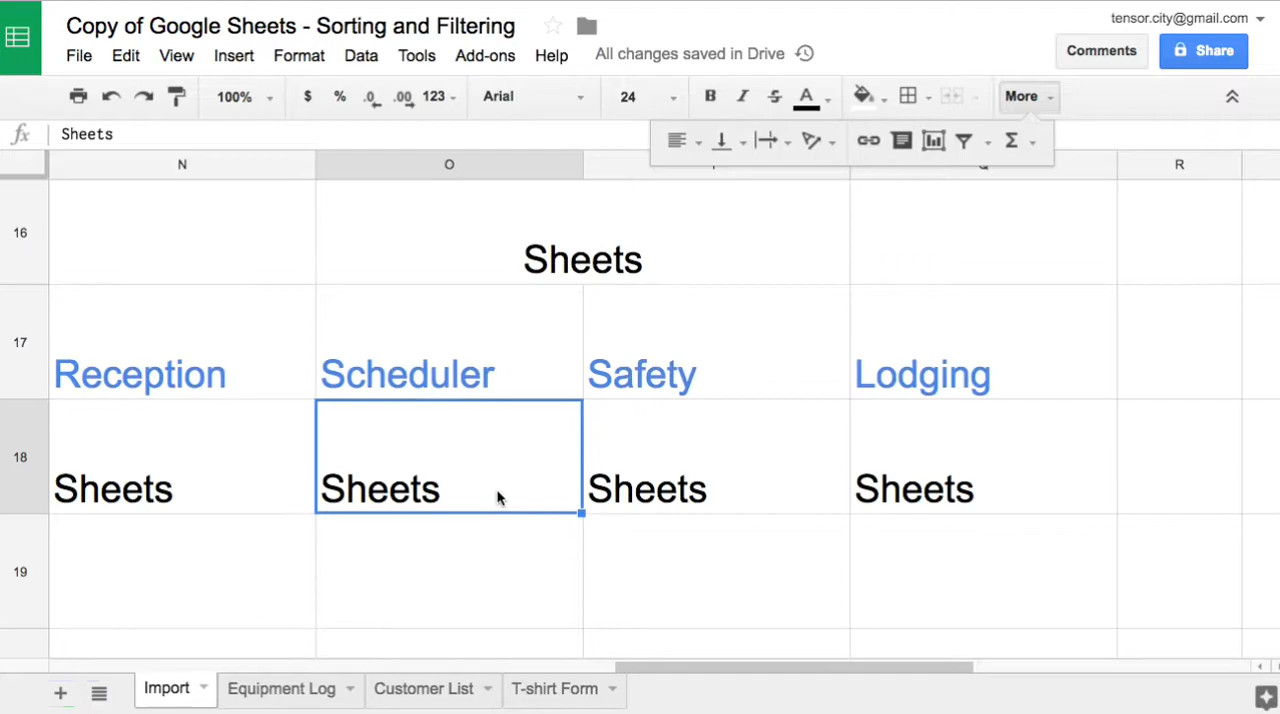 Copy of Google Sheets - Sorting and Filtering
tensor.city@gmail.com
File Edit View Insert Format Data Tools Add-ons Help All changes saved in Drive
Comments Share
100% $ % .0 .00 123 Arial 24 B I S A More
fx Sheets
Σ
N O R
16 Sheets
17 Reception Scheduler Safety Lodging
18 Sheets Sheets Sheets Sheets
19
+ Import Equipment Log Customer List T-shirt Form